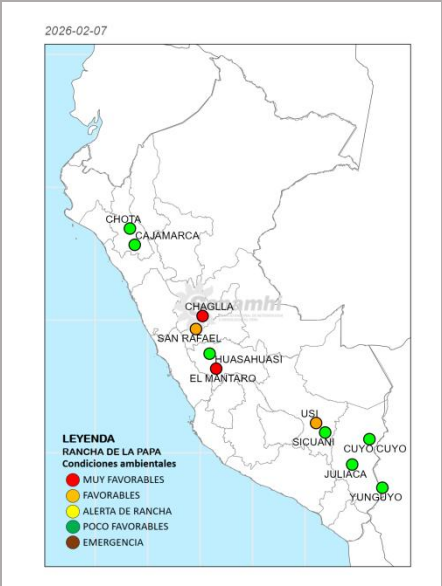 2026-02-07
CHOTA
CAJAMARCA
CHAGLLA
SAN RAFAEL
HUASAHUASI
EL MANTARO
USI
SICUANI
CUYO CUYO
JULIACA
YUNGUYO
LEYENDA
RANCHA DE LA PAPA
Condiciones ambientales
MUY FAVORABLES
FAVORABLES
ALERTA DE RANCHA
POCO FAVORABLES
EMERGENCIA